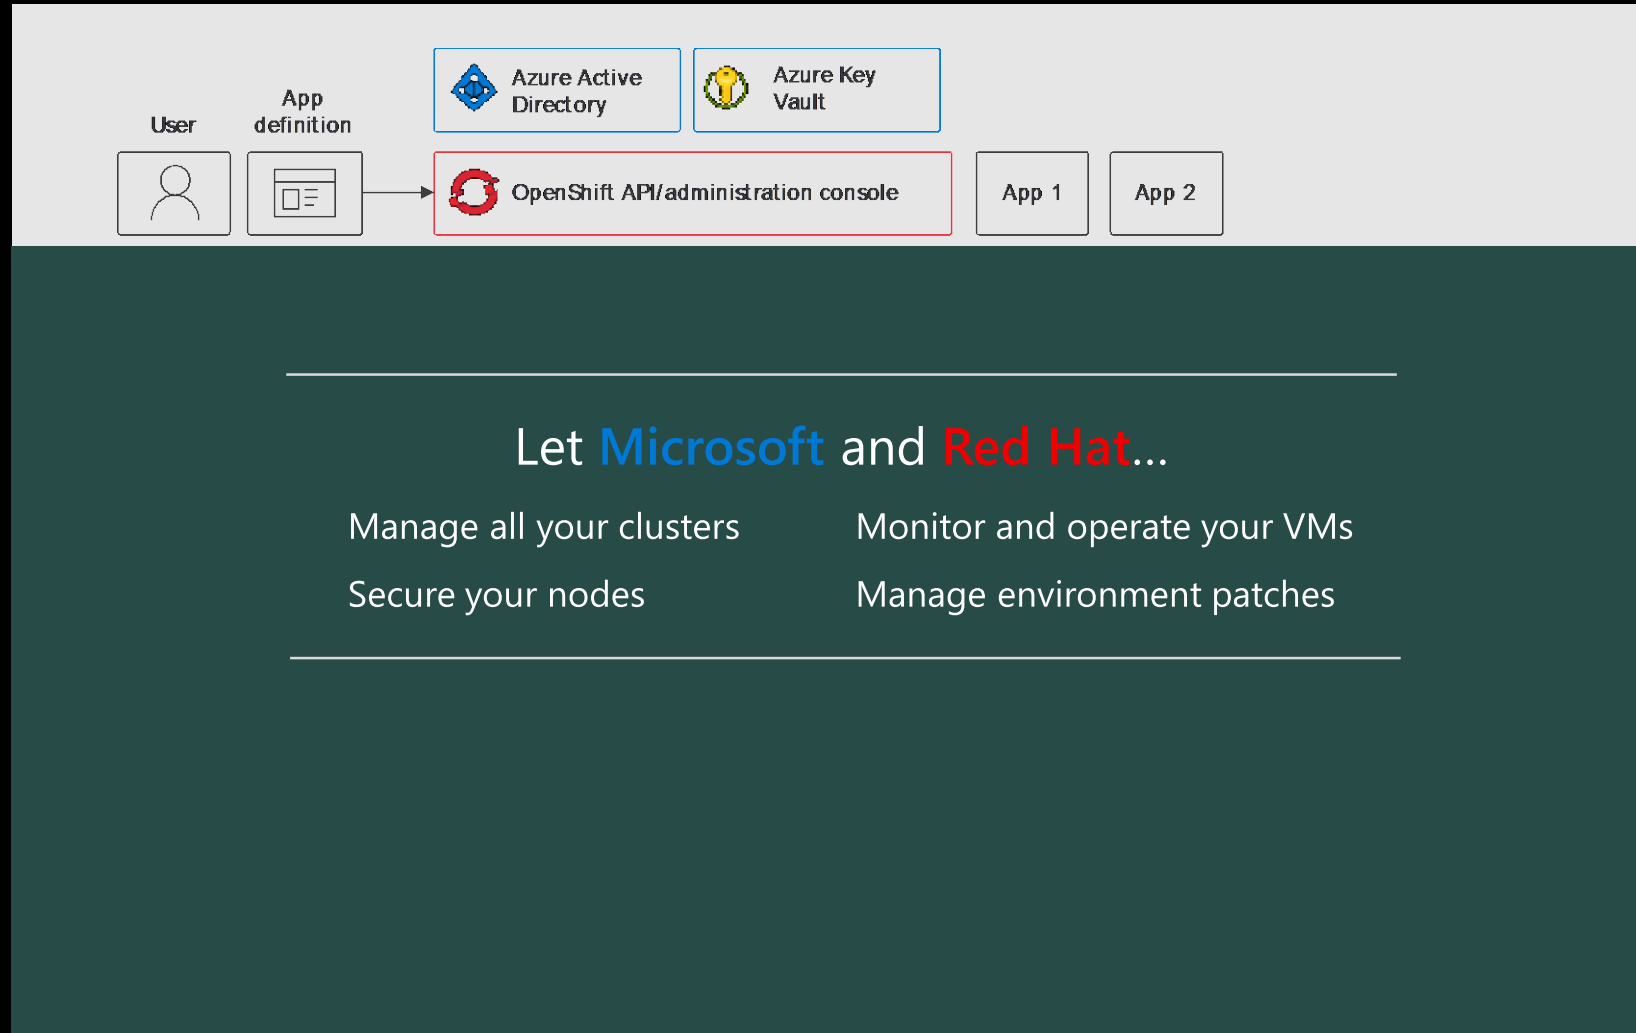 User
App
definition
Azure Active
Directory
Azure Key
Vault
OpenShift API/administration console
App 1
App 2
Let Microsoft and Red Hat...
Manage all your clusters
Monitor and operate your VMs
Secure your nodes
Manage environment patches